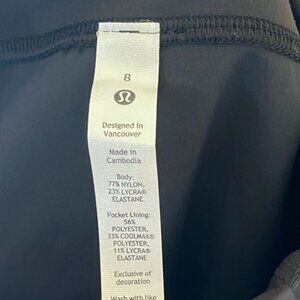 8
Designed in
Vancouver
Made in
Cambodia
Body:
77% NYLON,
23% LYCRA®
ELASTANE
Pocket Lining:
56%
POLYESTER,
33% COOLMAX®
POLYESTER,
11% LYCRA®
ELASTANE
Exclusive of
decoration
Wash with like